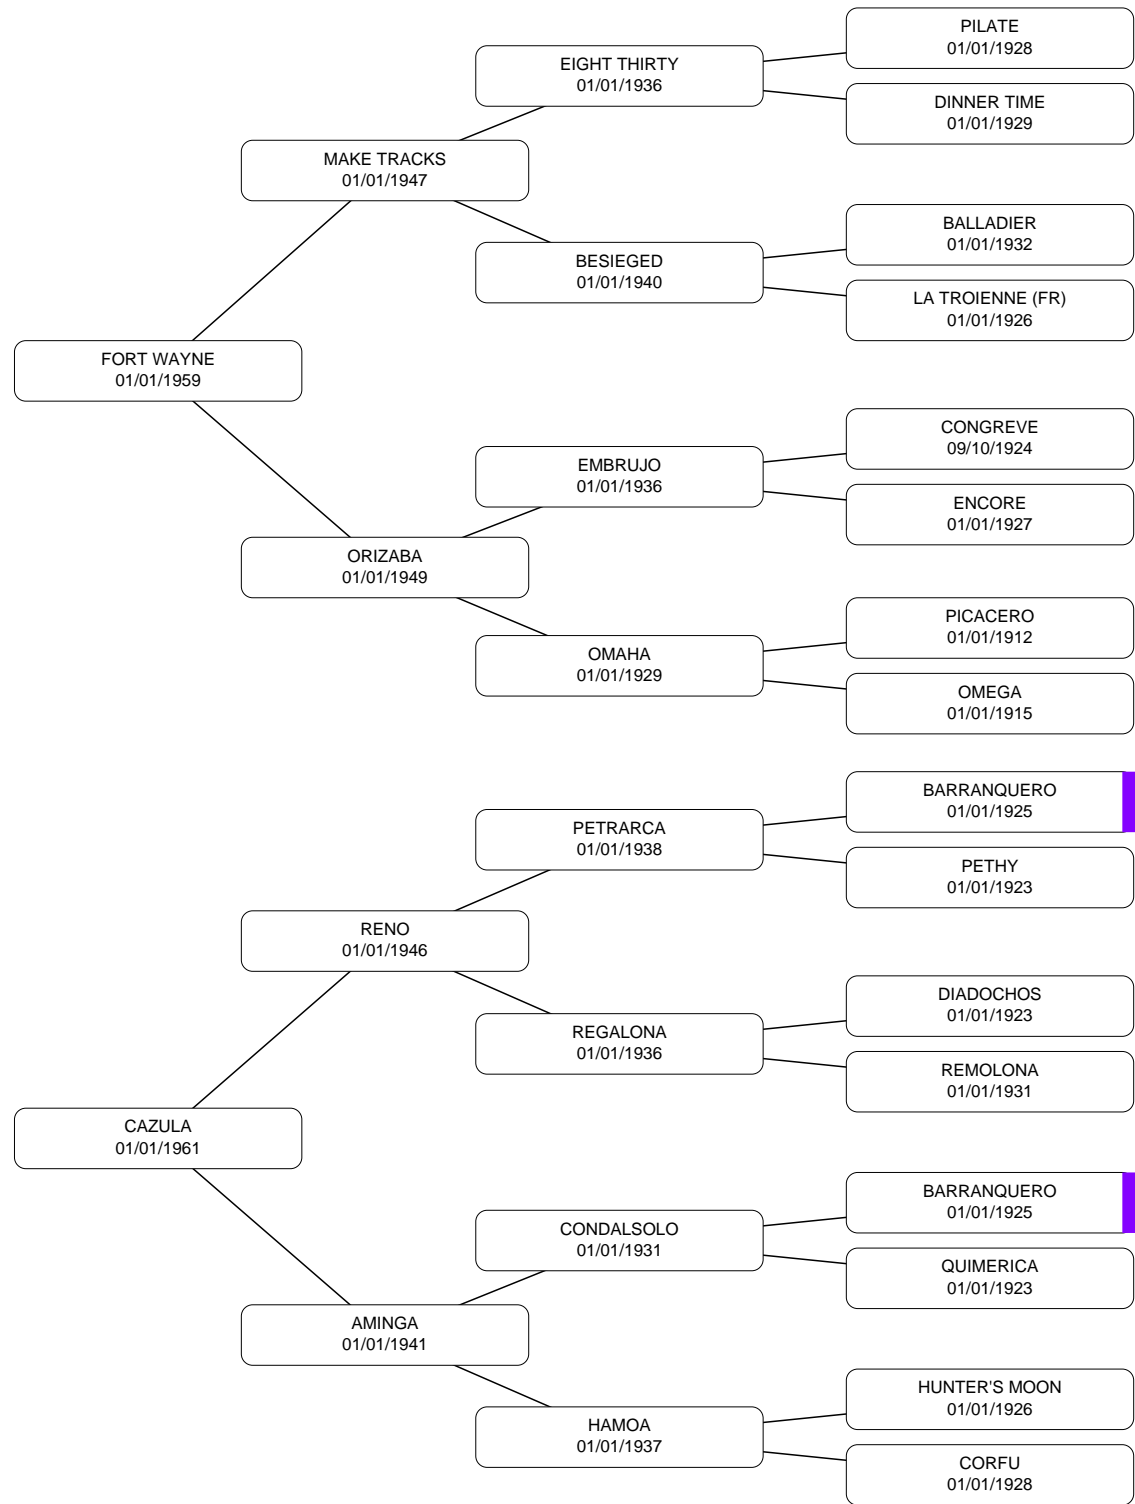 PILATE
01/01/1928
EIGHT THIRTY
01/01/1936
DINNER TIME
01/01/1929
MAKE TRACKS
01/01/1947
BALLADIER
01/01/1932
BESIEGED
01/01/1940
LA TROIENNE (FR)
01/01/1926
FORT WAYNE
01/01/1959
CONGREVE
09/10/1924
EMBRUJO
01/01/1936
ENCORE
01/01/1927
ORIZABA
01/01/1949
PICACERO
01/01/1912
OMAHA
01/01/1929
OMEGA
01/01/1915
BARRANQUERO
01/01/1925
PETRARCA
01/01/1938
PETHY
01/01/1923
RENO
01/01/1946
DIADOCHOS
01/01/1923
REGALONA
01/01/1936
REMOLONA
01/01/1931
CAZULA
01/01/1961
BARRANQUERO
01/01/1925
CONDALSOLO
01/01/1931
QUIMERICA
01/01/1923
AMINGA
01/01/1941
HUNTER'S MOON
01/01/1926
HAMOA
01/01/1937
CORFU
01/01/1928